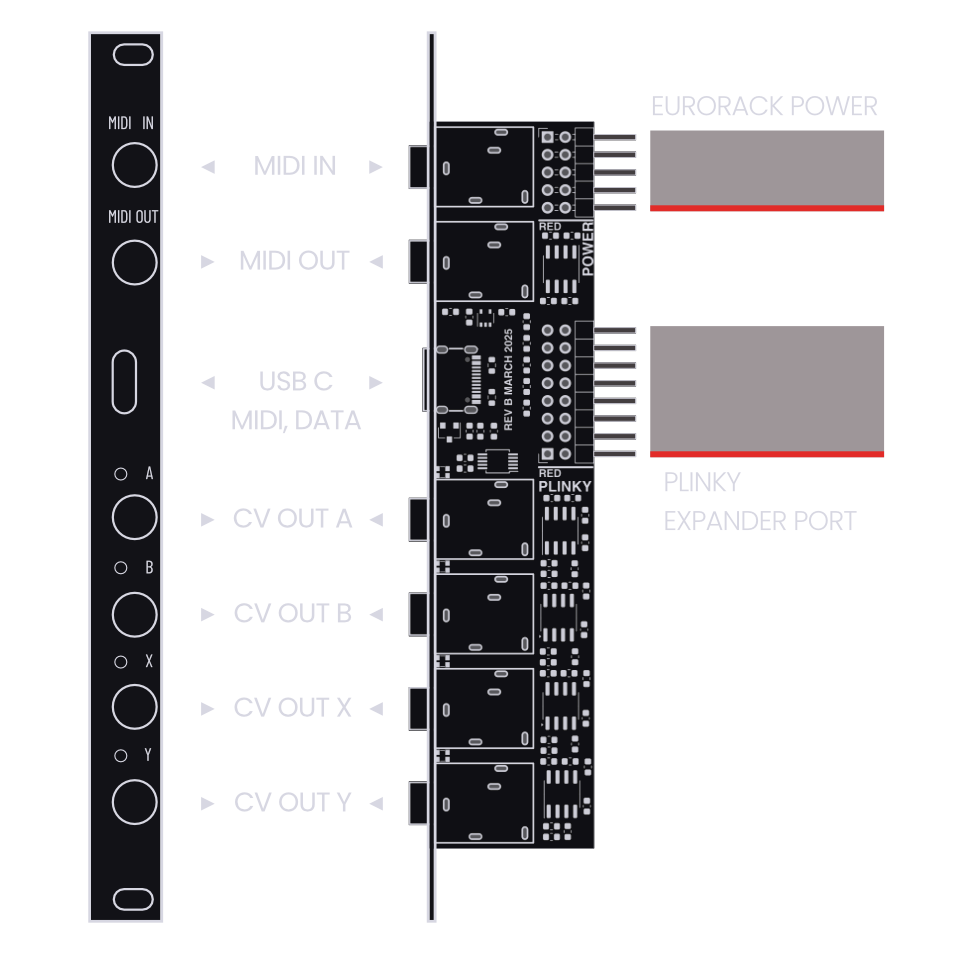 MIDI IN
MIDI OUT
A
B
X
Y
MIDI IN
MIDI OUT
USB C
MIDI, DATA
CV OUT A
CV OUT B
CV OUT X
CV OUT Y
RED
POWER
REV B MARCH 2025
RED
PLINKY
EURORACK POWER
PLINKY
EXPANDER PORT